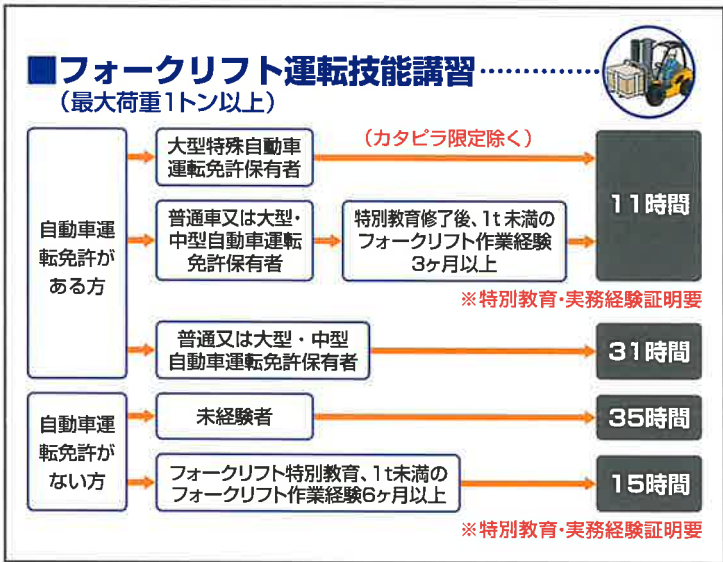 ■フォークリフト運転技能講習
(最大荷重1トン以上)
自動車運
転免許が
ある方
大型特殊自動車
運転免許保有者
(カタピラ限定除く)
11時間
普通車又は大型・
中型自動車運転
免許保有者
特別教育修了後、1t未満の
フォークリフト作業経験
3ヶ月以上
※特別教育・実務経験証明要
普通又は大型・中型
自動車運転免許保有者
31時間
自動車運
転免許が
ない方
未経験者
35時間
フォークリフト特別教育、1t未満の
フォークリフト作業経験6ヶ月以上
15時間
※特別教育・実務経験証明要